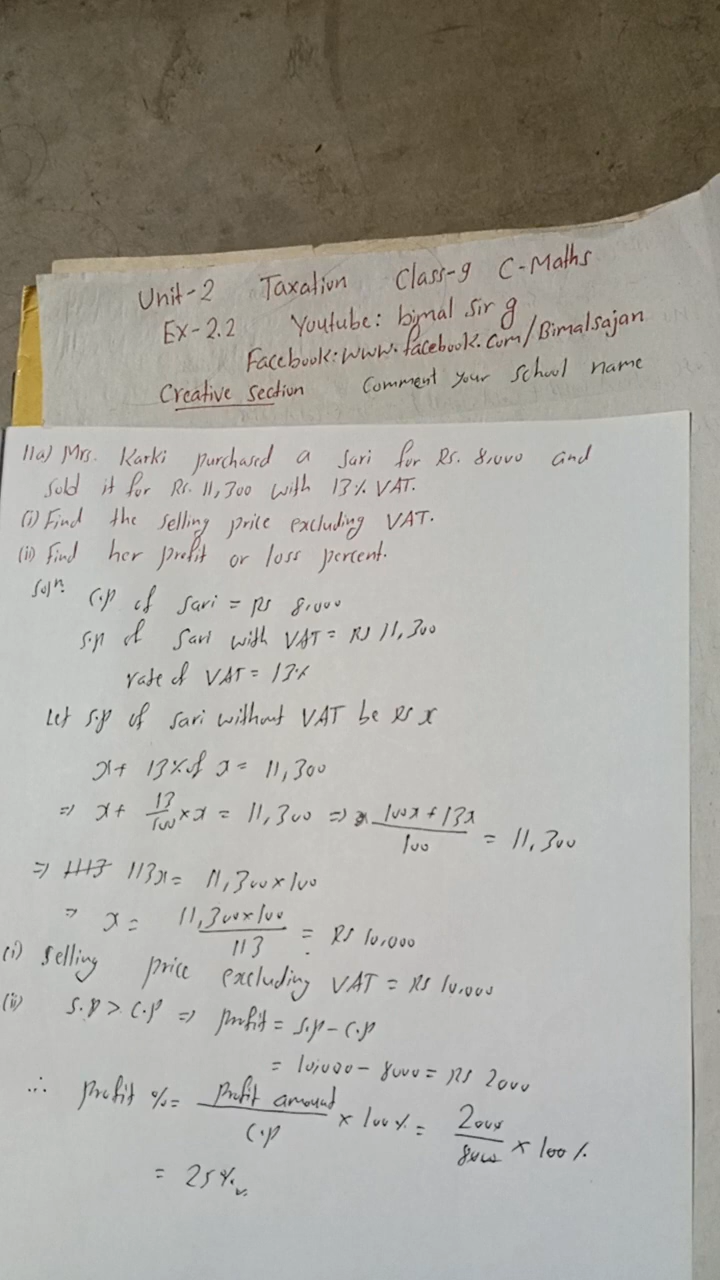 Unit-2 Taxation Class-9 C-Maths
Ex-2.2 Youtube: bimal sir g
Facebook: www.facebook.com/Bimalsajan
Creative section Comment your school name
11a) Mrs. Karki purchased a sari for Rs. 8,000 and
sold it for Rs. 11,300 with 13% VAT.
(i) Find the selling price excluding VAT.
(ii) Find her profit or loss percent.
Soln.
C.P of sari = Rs 8,000
S.P of sari with VAT = Rs 11,300
rate of VAT = 13%
Let S.P of sari without VAT be Rs x
x + 13% of x = 11,300
⇒ x + 13/100 × x = 11,300 ⇒ (100x + 13x)/100 = 11,300
⇒ 113x = 11,300 × 100
⇒ x = (11,300 × 100)/113 = Rs 10,000
(i) selling price excluding VAT = Rs 10,000
(ii) S.P > C.P ⇒ profit = S.P – C.P
= 10,000 – 8000 = Rs 2000
∴ profit % = profit amount/C.P × 100% = 2000/8000 × 100%
= 25%